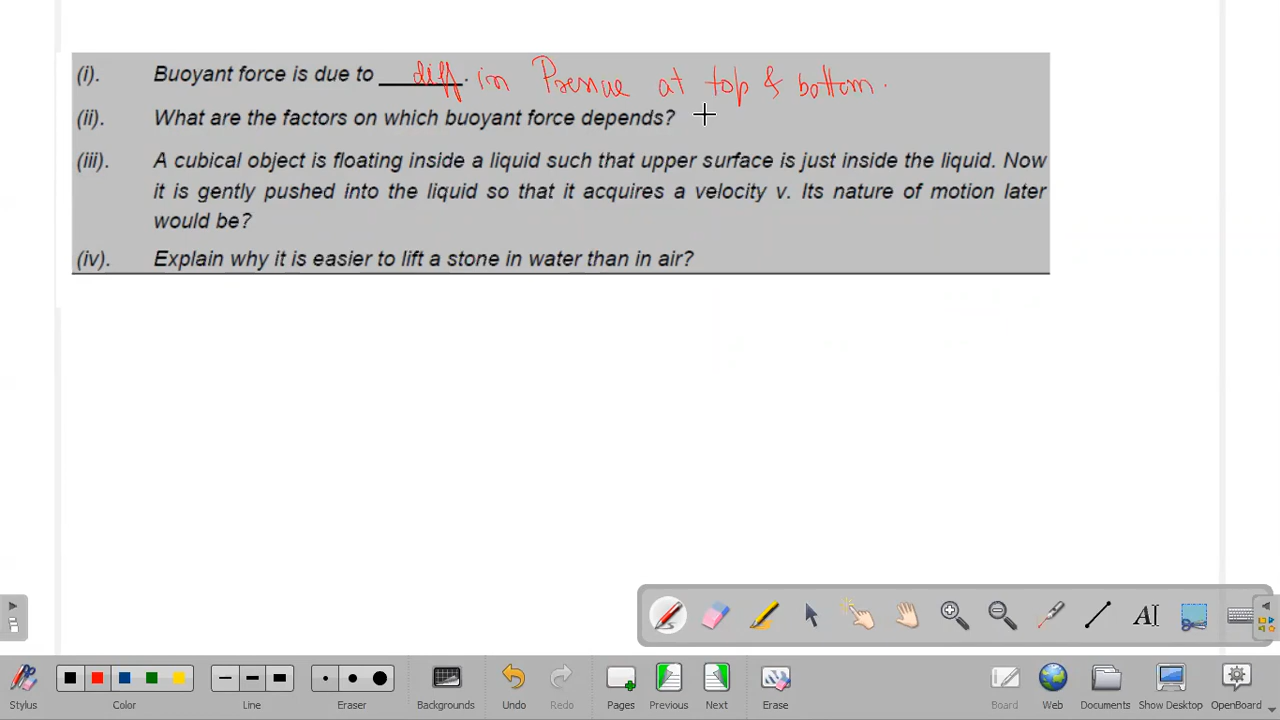 (i). Buoyant force is due to diff in Pressure at top & bottom.
(ii). What are the factors on which buoyant force depends?
(iii). A cubical object is floating inside a liquid such that upper surface is just inside the liquid. Now
it is gently pushed into the liquid so that it acquires a velocity v. Its nature of motion later
would be?
(iv). Explain why it is easier to lift a stone in water than in air?
AI
Stylus Color Line Eraser Backgrounds Undo Redo Pages Previous Next Erase Board Web Documents Show Desktop OpenBoard